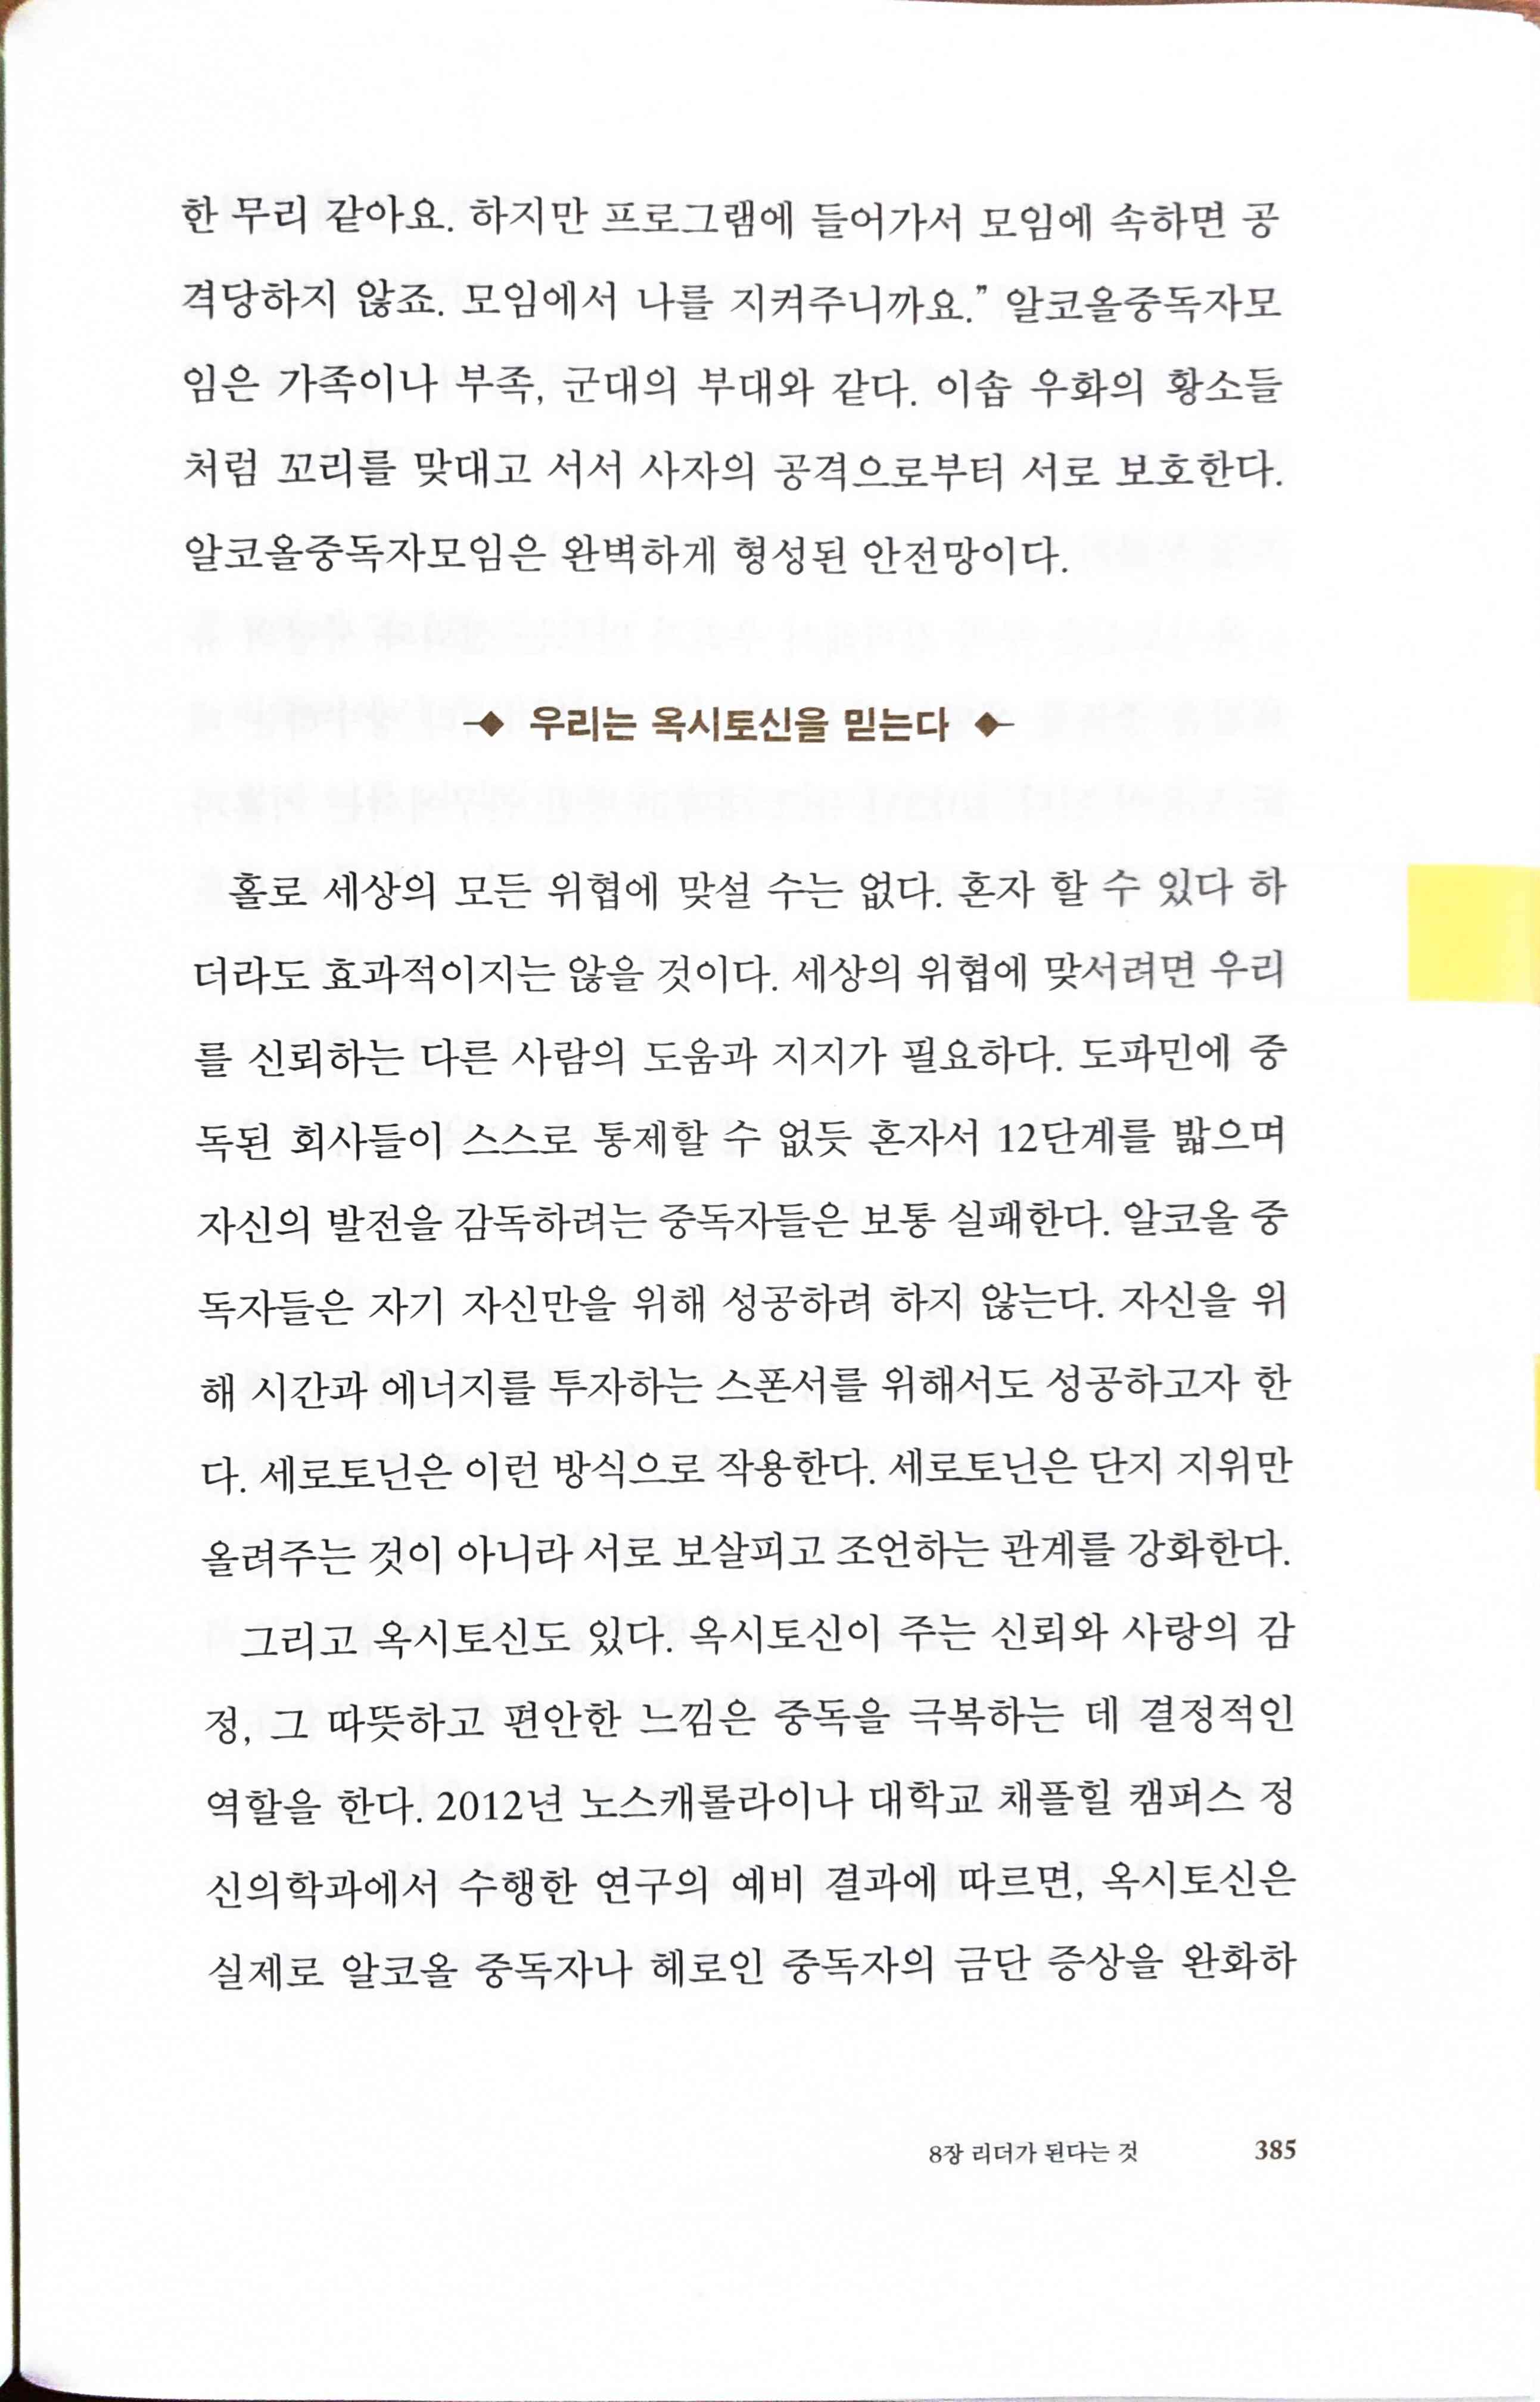 한 무리 같아요. 하지만 프로그램에 들어가서 모임에 속하면 공
격당하지 않죠. 모임에서 나를 지켜주니까요.” 알코올중독자모
임은 가족이나 부족, 군대의 부대와 같다. 이솝 우화의 황소들
처럼 꼬리를 맞대고 서서 사자의 공격으로부터 서로 보호한다.
알코올중독자모임은 완벽하게 형성된 안전망이다.
우리는 옥시토신을 믿는다
홀로 세상의 모든 위협에 맞설 수는 없다. 혼자 할 수 있다 하
더라도 효과적이지는 않을 것이다. 세상의 위협에 맞서려면 우리
를 신뢰하는 다른 사람의 도움과 지지가 필요하다. 도파민에 중
독된 회사들이 스스로 통제할 수 없듯 혼자서 12단계를 밟으며
자신의 발전을 감독하려는 중독자들은 보통 실패한다. 알코올 중
독자들은 자기 자신만을 위해 성공하려 하지 않는다. 자신을 위
해 시간과 에너지를 투자하는 스폰서를 위해서도 성공하고자 한
다. 세로토닌은 이런 방식으로 작용한다. 세로토닌은 단지 지위만
올려주는 것이 아니라 서로 보살피고 조언하는 관계를 강화한다.
그리고 옥시토신도 있다. 옥시토신이 주는 신뢰와 사랑의 감
정, 그 따뜻하고 편안한 느낌은 중독을 극복하는 데 결정적인
역할을 한다. 2012년 노스캐롤라이나 대학교 채플힐 캠퍼스 정
신의학과에서 수행한 연구의 예비 결과에 따르면, 옥시토신은
실제로 알코올 중독자나 헤로인 중독자의 금단 증상을 완화하
8장 리더가 된다는 것 385